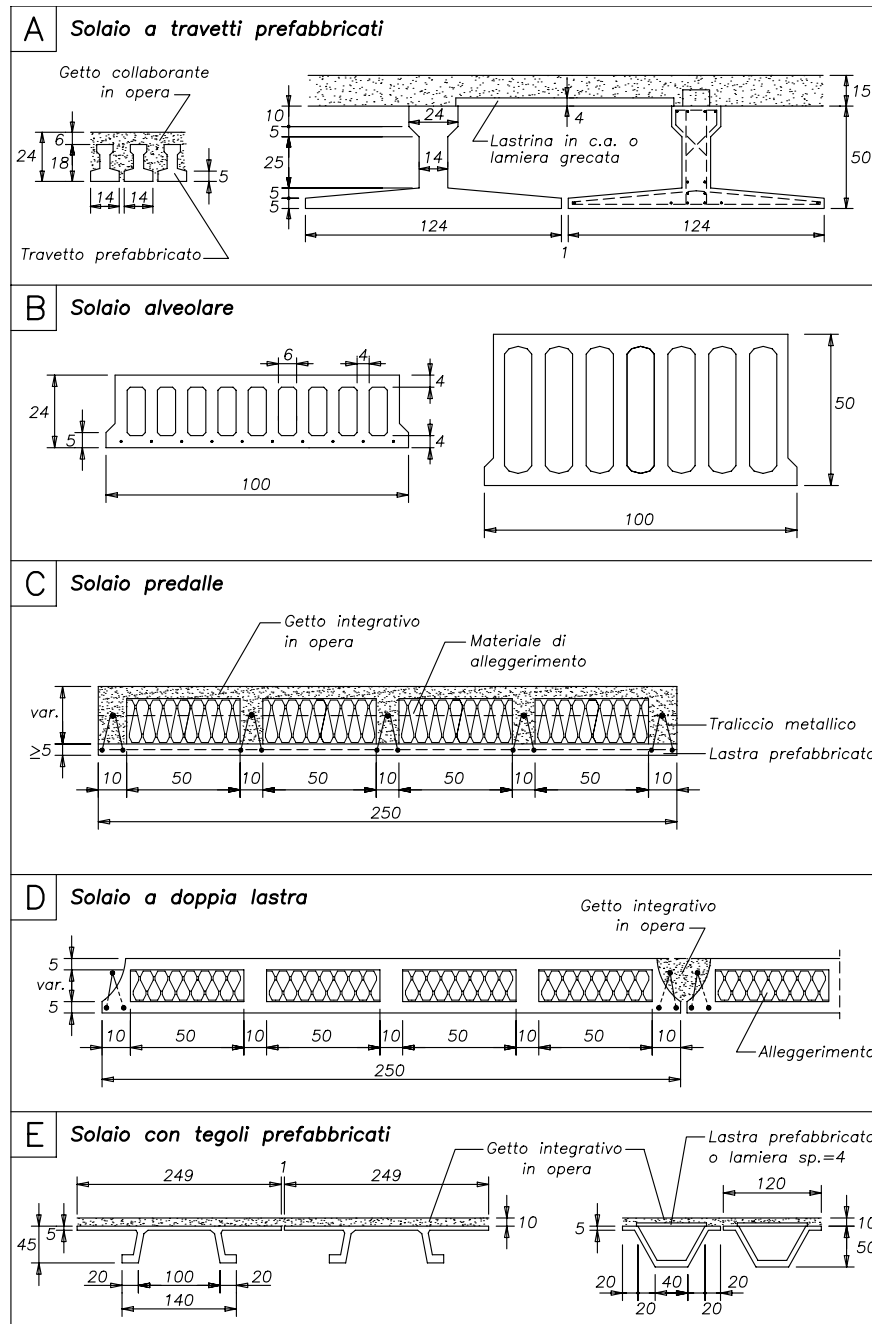 A Solaio a travetti prefabbricati
Getto collaborante
in opera
24
6
18
5
14
14
Travetto prefabbricato
10
5
25
5
5
24
14
4
Lastrina in c.a. o
lamiera grecata
15
50
124
1
124
B Solaio alveolare
6
4
4
24
5
4
100
50
100
C Solaio predalle
Getto integrativo
in opera
Materiale di
alleggerimento
var.
≥5
Traliccio metallico
Lastra prefabbricata
10
50
10
50
10
50
10
50
10
250
D Solaio a doppia lastra
Getto integrativo
in opera
5
var.
5
10
50
10
50
10
50
10
50
10
Alleggerimento
250
E Solaio con tegoli prefabbricati
Getto integrativo
in opera
Lastra prefabbricata
o lamiera sp.=4
249
1
249
120
45
5
10
5
10
50
20
100
20
140
20
40
20
20
20